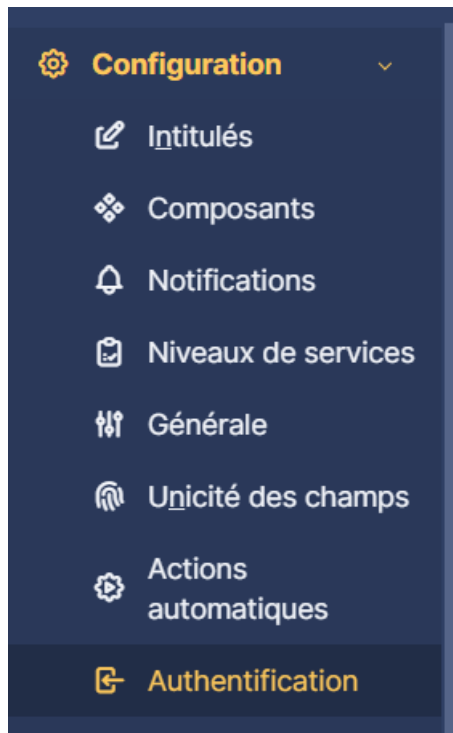 Configuration
Intitulés
Composants
Notifications
Niveaux de services
Générale
Unicité des champs
Actions
automatiques
Authentification